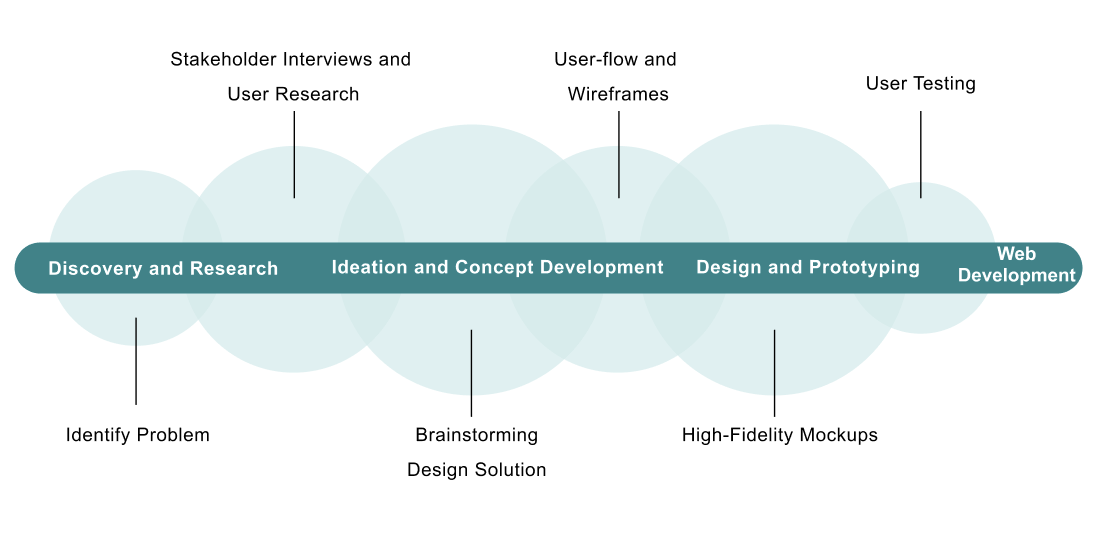 Stakeholder Interviews and
User Research
User-flow and
Wireframes
User Testing
Discovery and Research
Ideation and Concept Development
Design and Prototyping
Web
Development
Identify Problem
Brainstorming
Design Solution
High-Fidelity Mockups